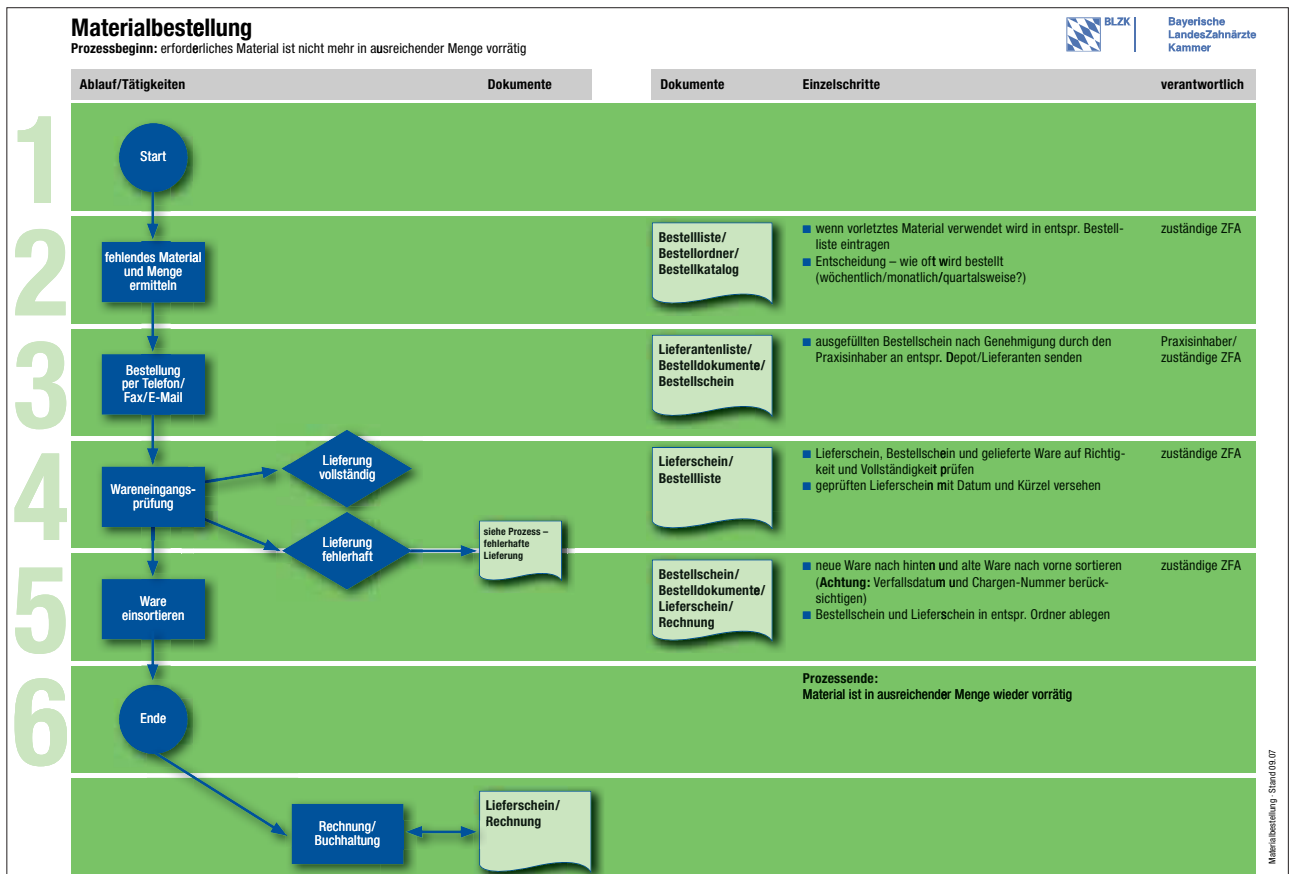 Materialbestellung
Prozessbeginn: erforderliches Material ist nicht mehr in ausreichender Menge vorrätig
BLZK
Bayerische
LandesZahnärzte
Kammer
Ablauf/Tätigkeiten
Dokumente
Dokumente
Einzelschritte
verantwortlich
1
Start
2
fehlendes Material
und Menge
ermitteln
Bestellliste/
Bestellordner/
Bestellkatalog
■ wenn vorletztes Material verwendet wird in entspr. Bestell-
liste eintragen
■ Entscheidung – wie oft wird bestellt
(wöchentlich/monatlich/quartalsweise?)
zuständige ZFA
3
Bestellung
per Telefon/
Fax/E-Mail
Lieferantenliste/
Bestelldokumente/
Bestellschein
■ ausgefüllten Bestellschein nach Genehmigung durch den
Praxisinhaber an entspr. Depot/Lieferanten senden
Praxisinhaber/
zuständige ZFA
4
Wareneingangs-
prüfung
Lieferung
vollständig
Lieferung
fehlerhaft
siehe Prozess –
fehlerhafte
Lieferung
Lieferschein/
Bestellliste
■ Lieferschein, Bestellschein und gelieferte Ware auf Richtig-
keit und Vollständigkeit prüfen
■ geprüften Lieferschein mit Datum und Kürzel versehen
zuständige ZFA
5
Ware
einsortieren
Bestellschein/
Bestelldokumente/
Lieferschein/
Rechnung
■ neue Ware nach hinten und alte Ware nach vorne sortieren
(Achtung: Verfallsdatum und Chargen-Nummer berück-
sichtigen)
■ Bestellschein und Lieferschein in entspr. Ordner ablegen
zuständige ZFA
6
Ende
Prozessende:
Material ist in ausreichender Menge wieder vorrätig
Rechnung/
Buchhaltung
Lieferschein/
Rechnung
Materialbestellung · Stand 09.07